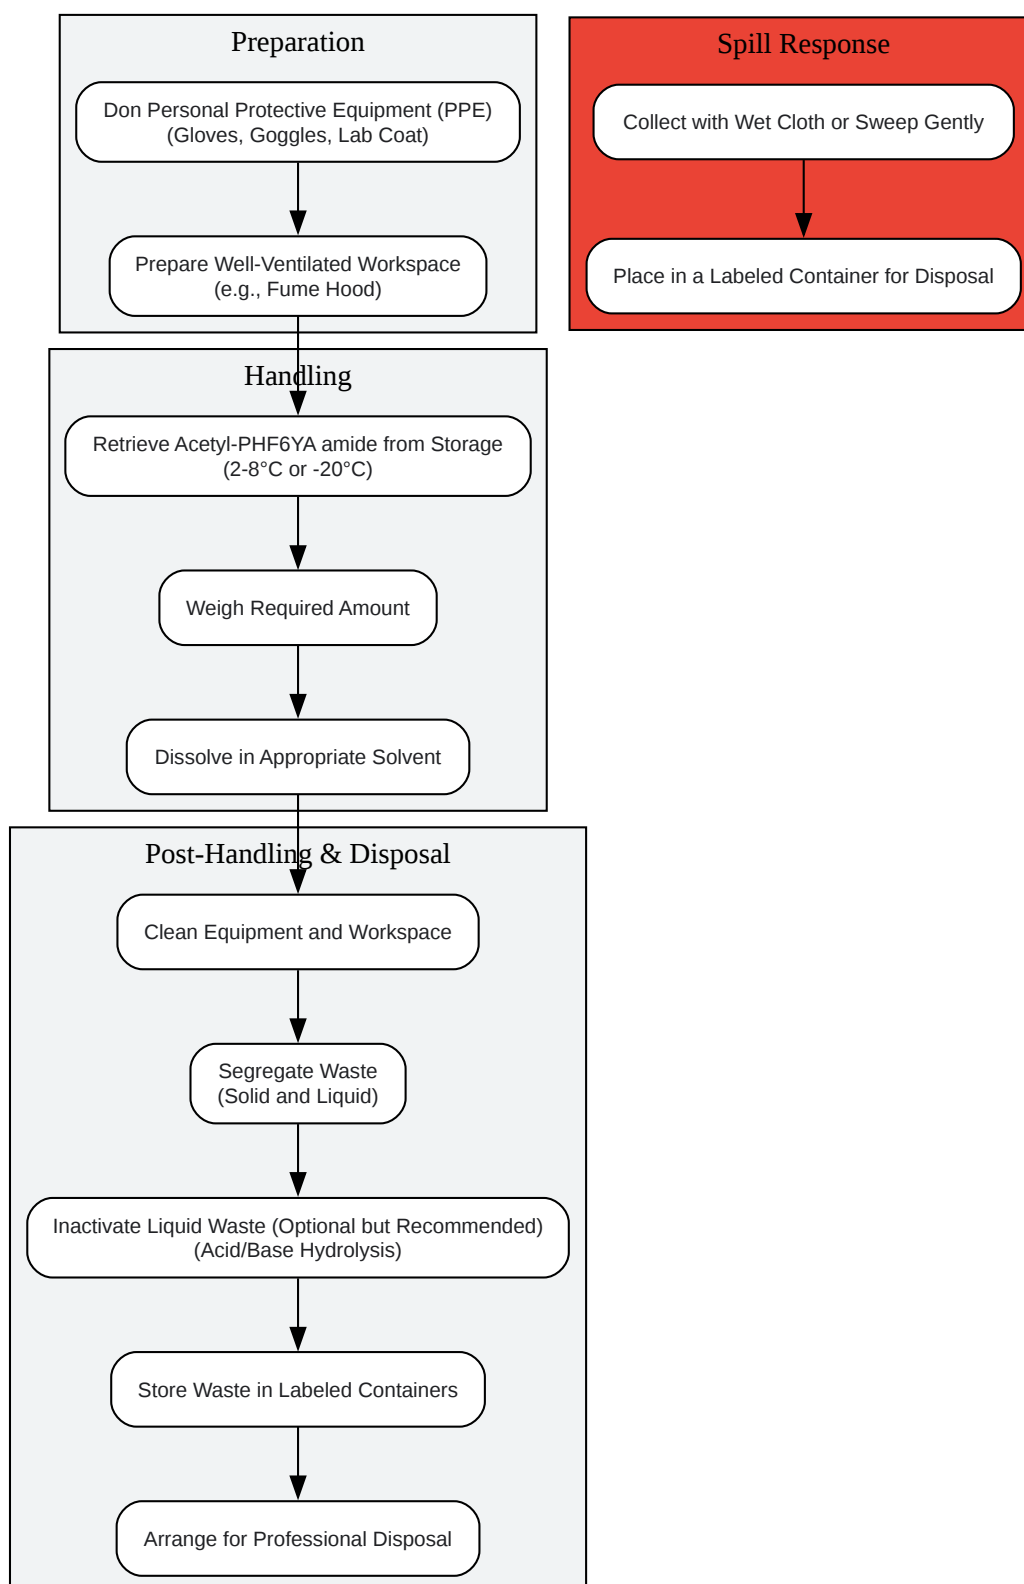 Preparation
Don Personal Protective Equipment (PPE)
(Gloves, Goggles, Lab Coat)
Prepare Well-Ventilated Workspace
(e.g., Fume Hood)
Handling
Retrieve Acetyl-PHF6YA amide from Storage
(2-8°C or -20°C)
Weigh Required Amount
Dissolve in Appropriate Solvent
Post-Handling & Disposal
Clean Equipment and Workspace
Segregate Waste
(Solid and Liquid)
Inactivate Liquid Waste (Optional but Recommended)
(Acid/Base Hydrolysis)
Store Waste in Labeled Containers
Arrange for Professional Disposal
Spill Response
Collect with Wet Cloth or Sweep Gently
Place in a Labeled Container for Disposal